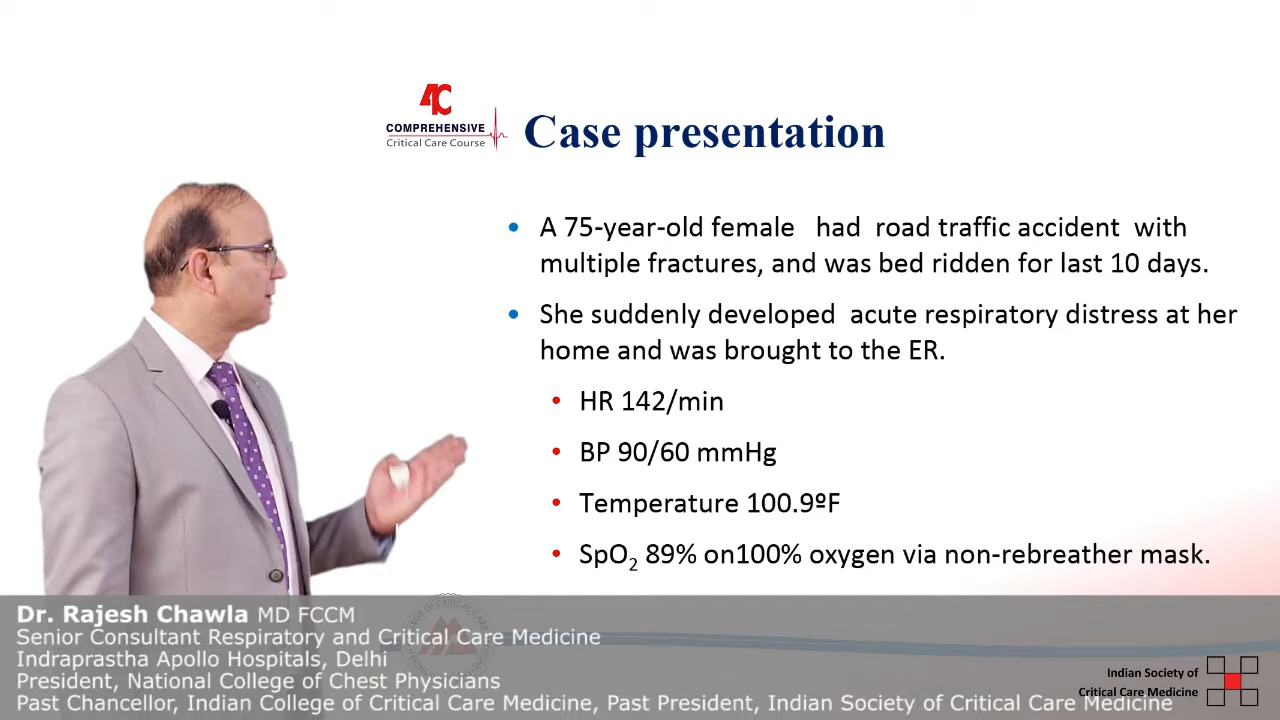 4C
COMPREHENSIVE
Critical Care Course
Case presentation
• A 75-year-old female had road traffic accident with
multiple fractures, and was bed ridden for last 10 days.
• She suddenly developed acute respiratory distress at her
home and was brought to the ER.
• HR 142/min
• BP 90/60 mmHg
• Temperature 100.9ºF
• SpO₂ 89% on100% oxygen via non-rebreather mask.
Dr. Rajesh Chawla MD FCCM
Senior Consultant Respiratory and Critical Care Medicine
Indraprastha Apollo Hospitals, Delhi
President, National College of Chest Physicians
Past Chancellor, Indian College of Critical Care Medicine, Past President, Indian Society of Critical Care Medicine
Indian Society of
Critical Care Medicine